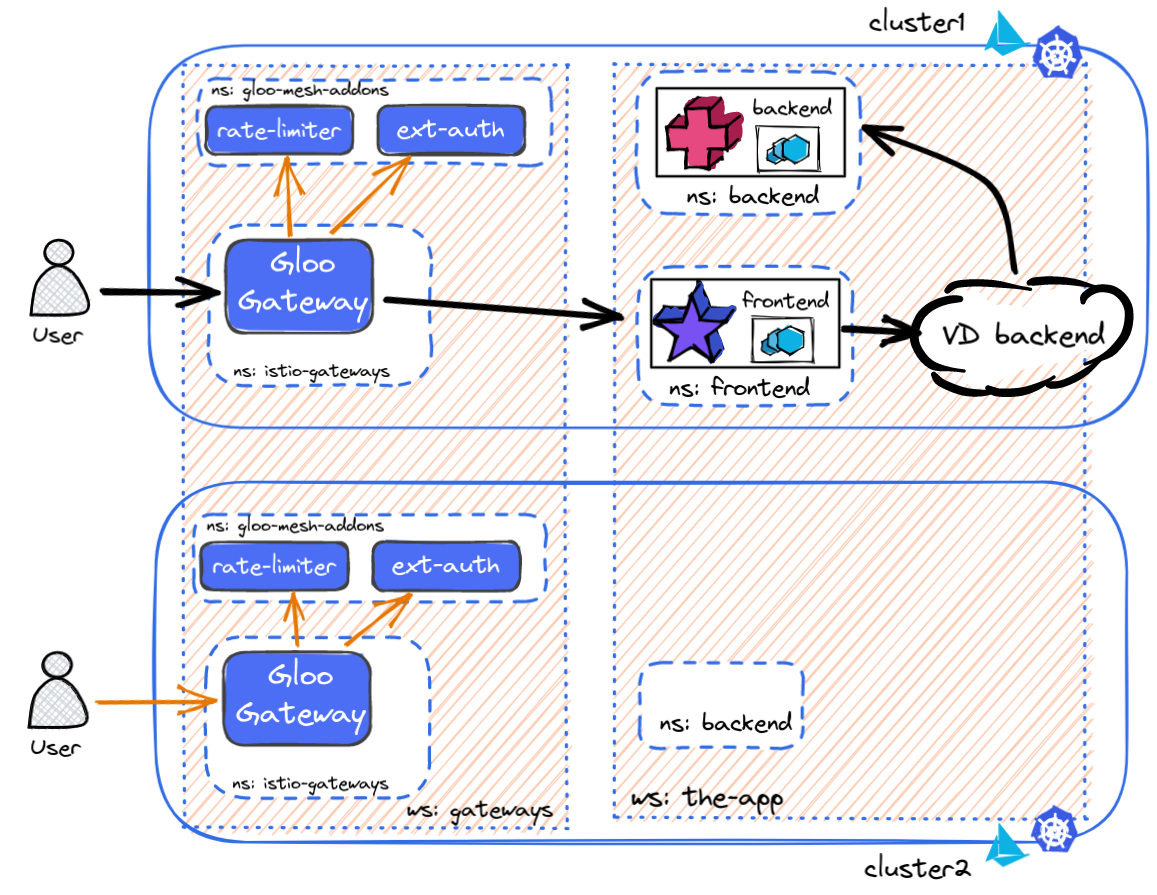 cluster1
ns: gloo-mesh-addons
rate-limiter
ext-auth
backend
ns: backend
Gloo
Gateway
ns: istio-gateways
User
frontend
ns: frontend
VD backend
ns: gloo-mesh-addons
rate-limiter
ext-auth
Gloo
Gateway
ns: istio-gateways
User
ns: backend
ws: gateways
ws: the-app
cluster2